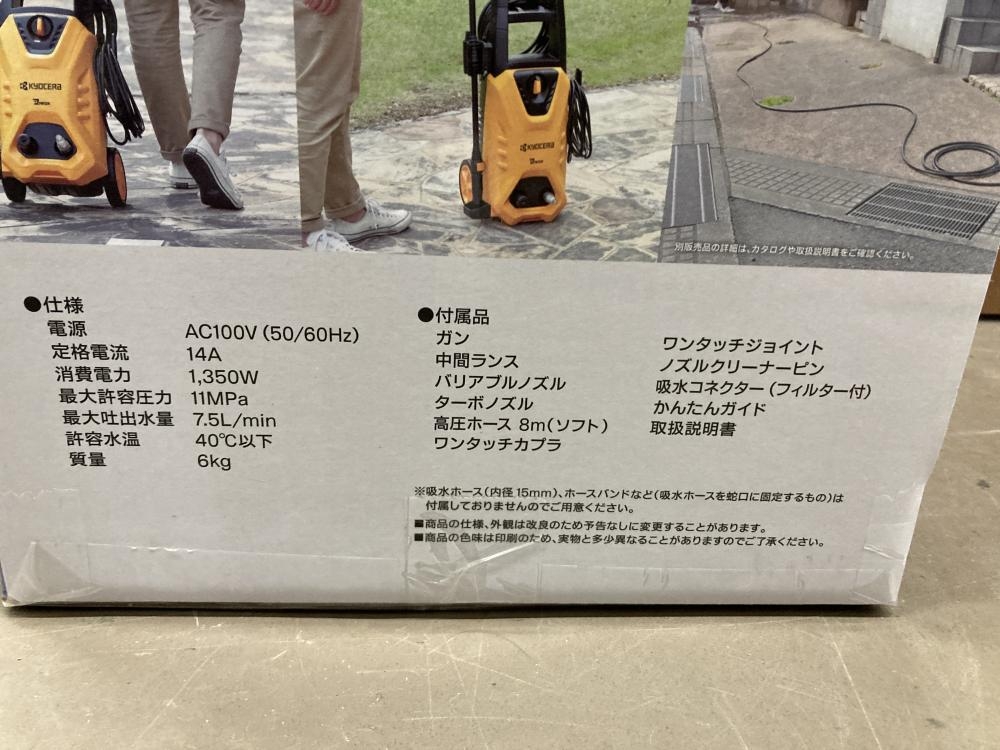 KYOCERA
KYOCERA
別販売品の詳細は、カタログや取扱説明書をご確認ください。
●仕様
電源 AC100V (50/60Hz)
定格電流 14A
消費電力 1,350W
最大許容圧力 11MPa
最大吐出水量 7.5L/min
許容水温 40℃以下
質量 6kg
●付属品
ガン
中間ランス
バリアブルノズル
ターボノズル
高圧ホース 8m(ソフト)
ワンタッチカプラ
ワンタッチジョイント
ノズルクリーナーピン
吸水コネクター(フィルター付)
かんたんガイド
取扱説明書
※吸水ホース(内径15mm)、ホースバンドなど(吸水ホースを蛇口に固定するもの)は
付属しておりませんのでご用意ください。
■商品の仕様、外観は改良のため予告なしに変更することがあります。
■商品の色味は印刷のため、実物と多少異なることがありますのでご了承ください。